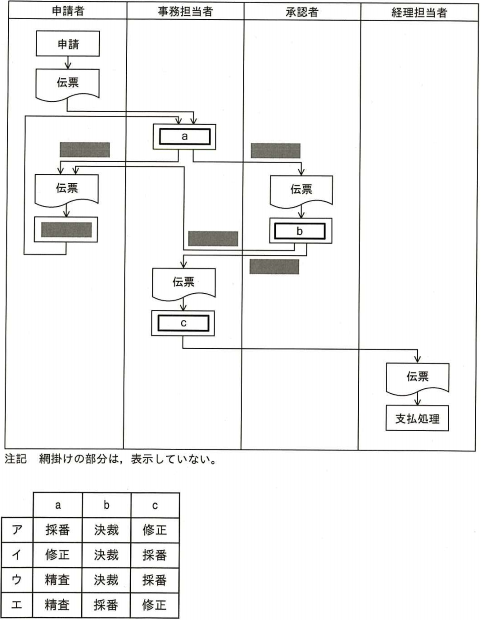 申請者 事務担当者 承認者 経理担当者
申請
伝票
a
伝票 伝票
b
伝票
c
伝票
支払処理
注記 網掛けの部分は，表示していない。
a b c
ア 採番 決裁 修正
イ 修正 決裁 採番
ウ 精査 決裁 採番
エ 精査 採番 修正